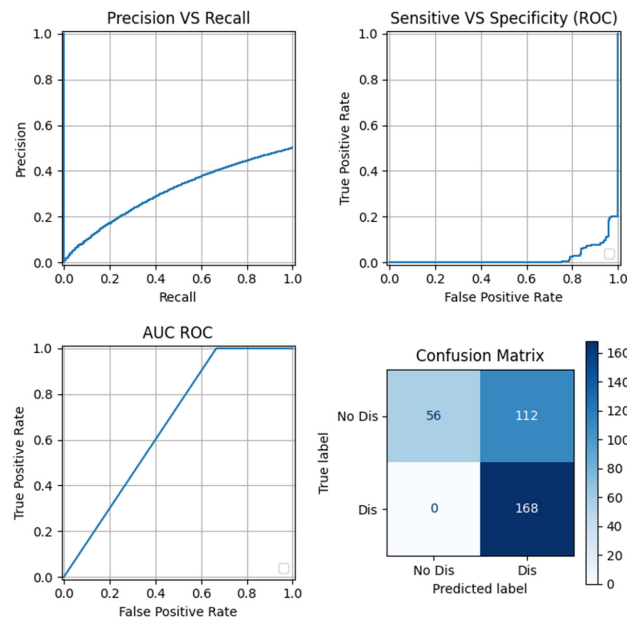 Precision VS Recall
1.0
0.8
0.6
0.4
0.2
0.0
Precision
0.0 0.2 0.4 0.6 0.8 1.0
Recall
Sensitive VS Specificity (ROC)
1.0
0.8
0.6
0.4
0.2
0.0
True Positive Rate
0.0 0.2 0.4 0.6 0.8 1.0
False Positive Rate
AUC ROC
1.0
0.8
0.6
0.4
0.2
0.0
True Positive Rate
0.0 0.2 0.4 0.6 0.8 1.0
False Positive Rate
Confusion Matrix
True label
No Dis 56 112
Dis 0 168
No Dis Dis
Predicted label
160
140
120
100
80
60
40
20
0